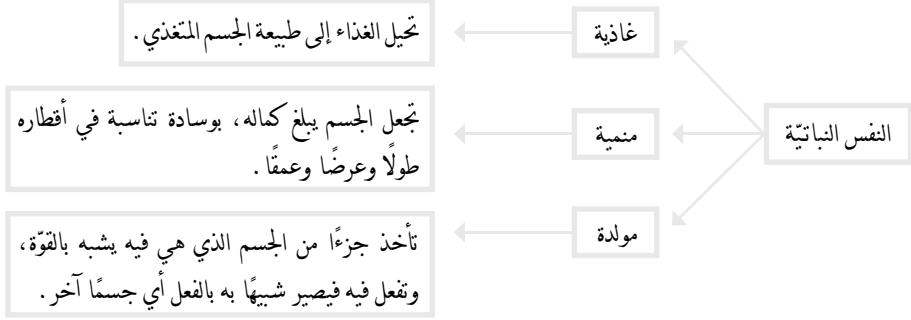 النفس النباتيّة
غاذية
تحيل الغذاء إلى طبيعة الجسم المتغذي.
منمية
تجعل الجسم يبلغ كماله، بوسادة تناسبة في أقطاره
طولًا وعرضًا وعمقًا.
مولدة
تأخذ جزءًا من الجسم الذي هي فيه يشبه بالقوّة،
وتفعل فيه فيصير شبيهًا به بالفعل أي جسمًا آخر.